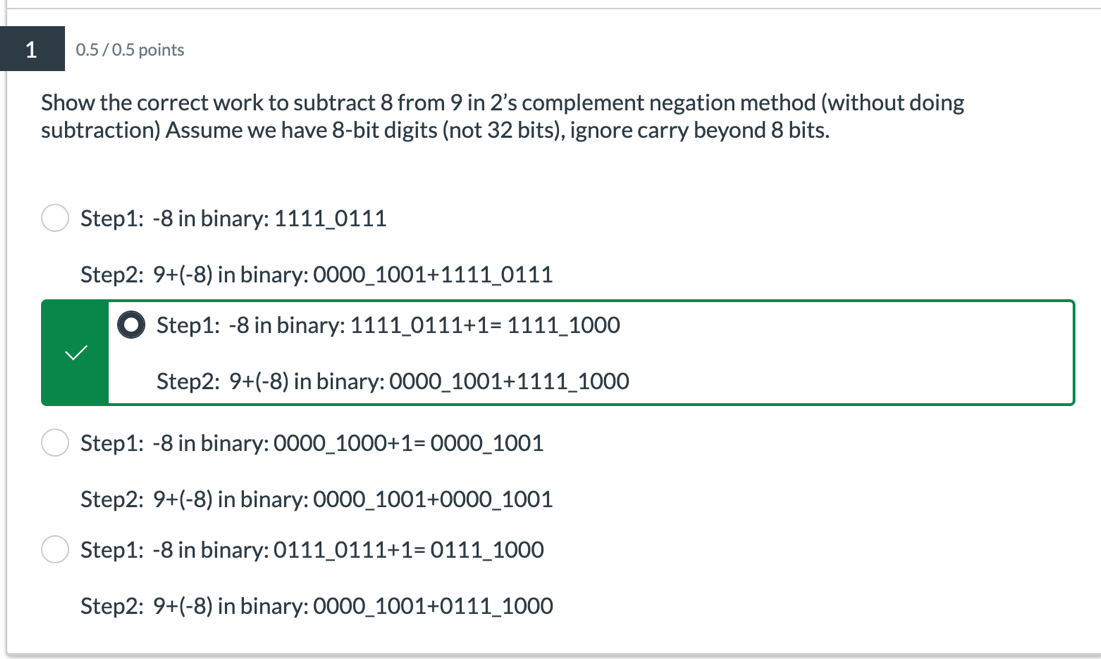 1
0.5 / 0.5 points
Show the correct work to subtract 8 from 9 in 2’s complement negation method (without doing
subtraction) Assume we have 8-bit digits (not 32 bits), ignore carry beyond 8 bits.
Step1: -8 in binary: 1111_0111
Step2: 9+(-8) in binary: 0000_1001+1111_0111
Step1: -8 in binary: 1111_0111+1= 1111_1000
Step2: 9+(-8) in binary: 0000_1001+1111_1000
Step1: -8 in binary: 0000_1000+1= 0000_1001
Step2: 9+(-8) in binary: 0000_1001+0000_1001
Step1: -8 in binary: 0111_0111+1= 0111_1000
Step2: 9+(-8) in binary: 0000_1001+0111_1000